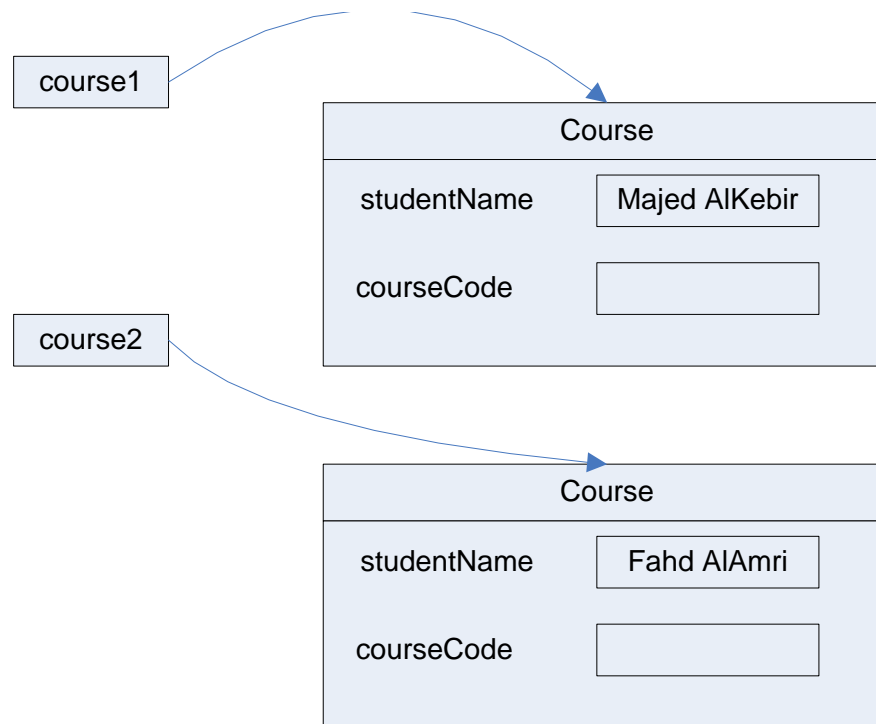 course1
Course
studentName
Majed AlKebir
courseCode
course2
Course
studentName
Fahd AlAmri
courseCode